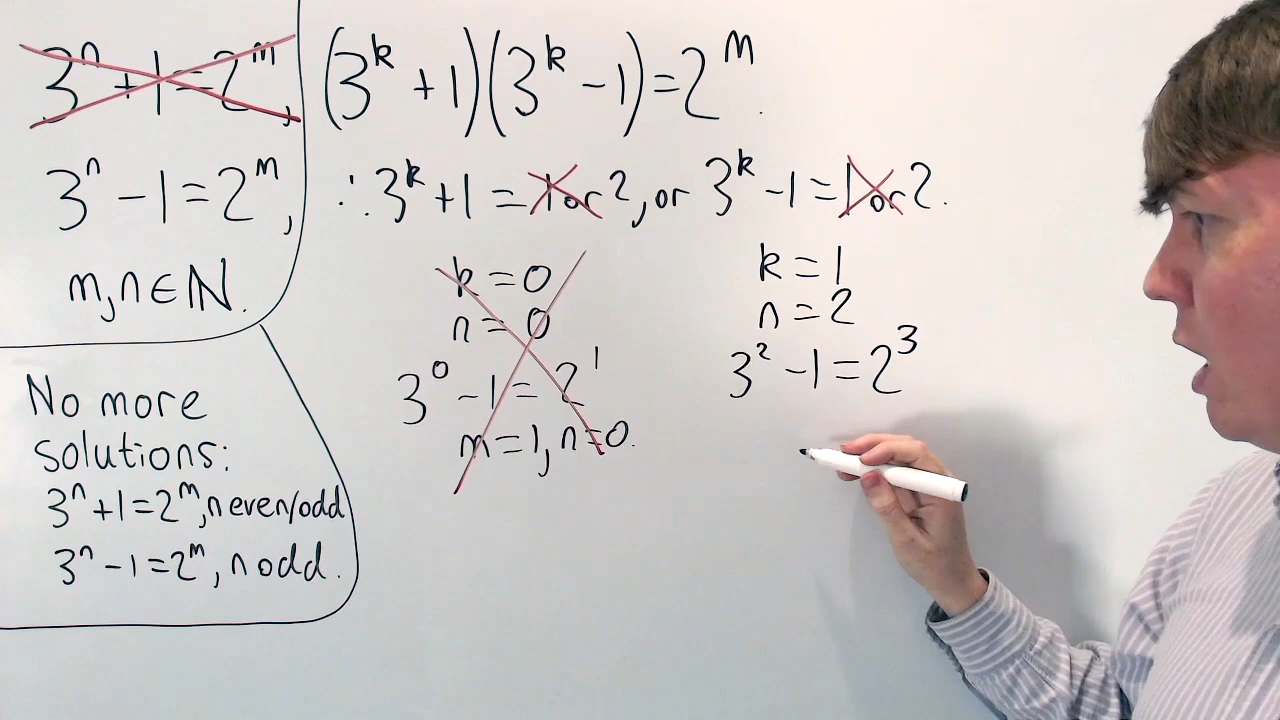 3ⁿ + 1 = 2ᵐ,
3ⁿ − 1 = 2ᵐ,
m, n ∈ ℕ.
No more
solutions:
3ⁿ + 1 = 2ᵐ, n even/odd
3ⁿ − 1 = 2ᵐ, n odd.
(3ᵏ + 1)(3ᵏ − 1) = 2ᵐ.
∴ 3ᵏ + 1 = 1 or 2, or 3ᵏ − 1 = 1 or 2.
k = 0
n = 0
3⁰ − 1 = 2¹
m = 1, n = 0.
k = 1
n = 2
3² − 1 = 2³